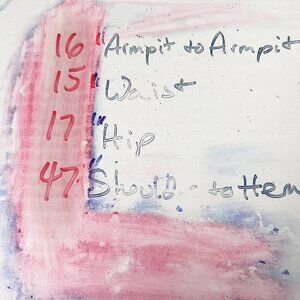 16" Armpit to Armpit
15" Waist
17" Hip
47" Should. to Hem